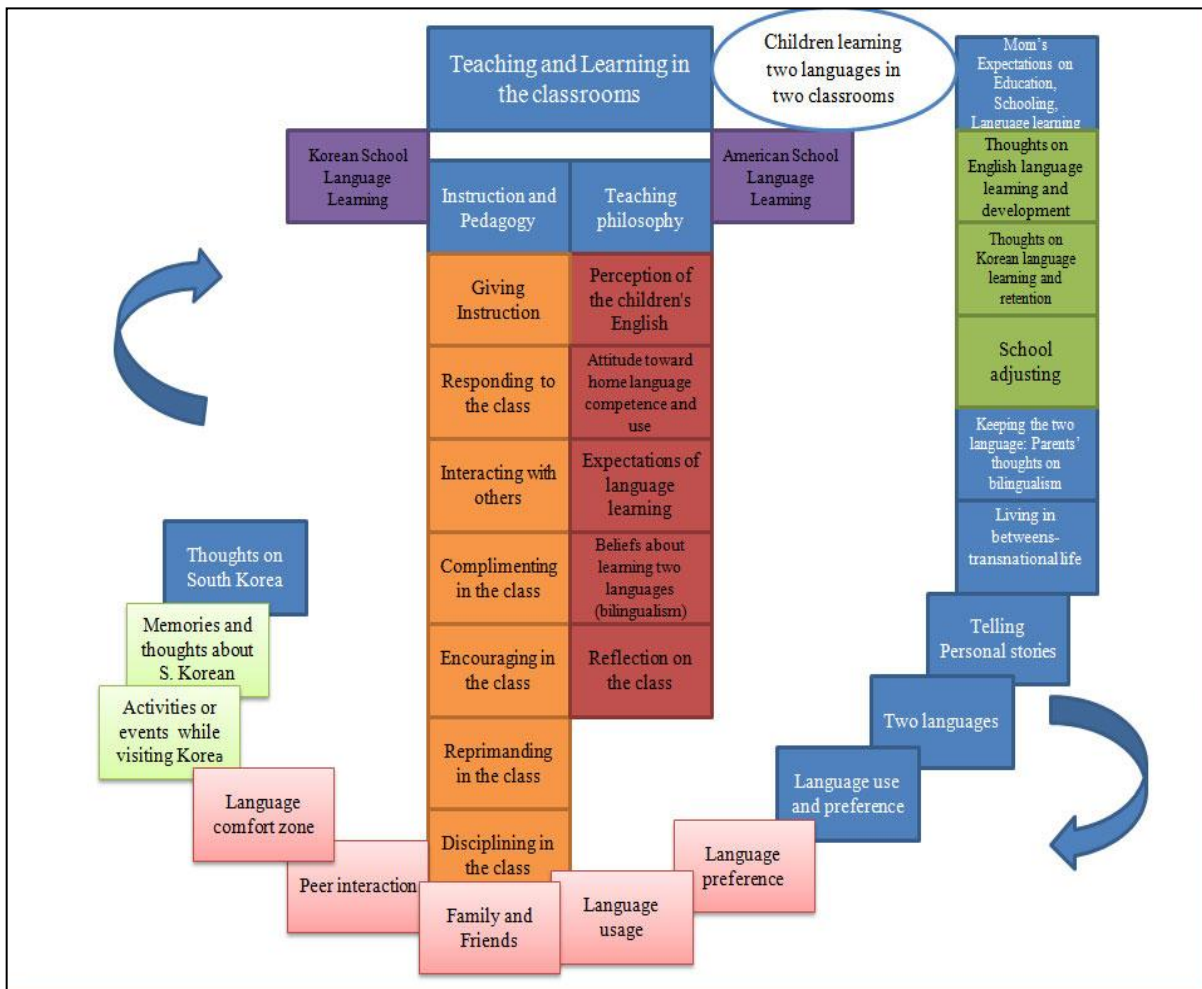 Teaching and Learning in
the classrooms
Children learning
two languages in
two classrooms
Mom's
Expectations on
Education,
Schooling,
Language learning
Korean School
Language
Learning
Instruction and
Pedagogy
Teaching
philosophy
American School
Language
Learning
Thoughts on
English language
learning and
development
Thoughts on
Korean language
learning and
retention
School
adjusting
Keeping the two
language: Parents'
thoughts on
bilingualism
Living in
betweens-
transnational life
Giving
Instruction
Responding to
the class
Interacting with
others
Complimenting
in the class
Encouraging in
the class
Reprimanding
in the class
Disciplining in
the class
Perception of
the children's
English
Attitude toward
home language
competence and
use
Expectations of
language
learning
Beliefs about
learning two
languages
(bilingualism)
Reflection on
the class
Telling
Personal stories
Two languages
Language use
and preference
Language
preference
Language
usage
Family and
Friends
Peer interaction
Language
comfort zone
Activities or
events while
visiting Korea
Memories and
thoughts about
S. Korean
Thoughts on
South Korea